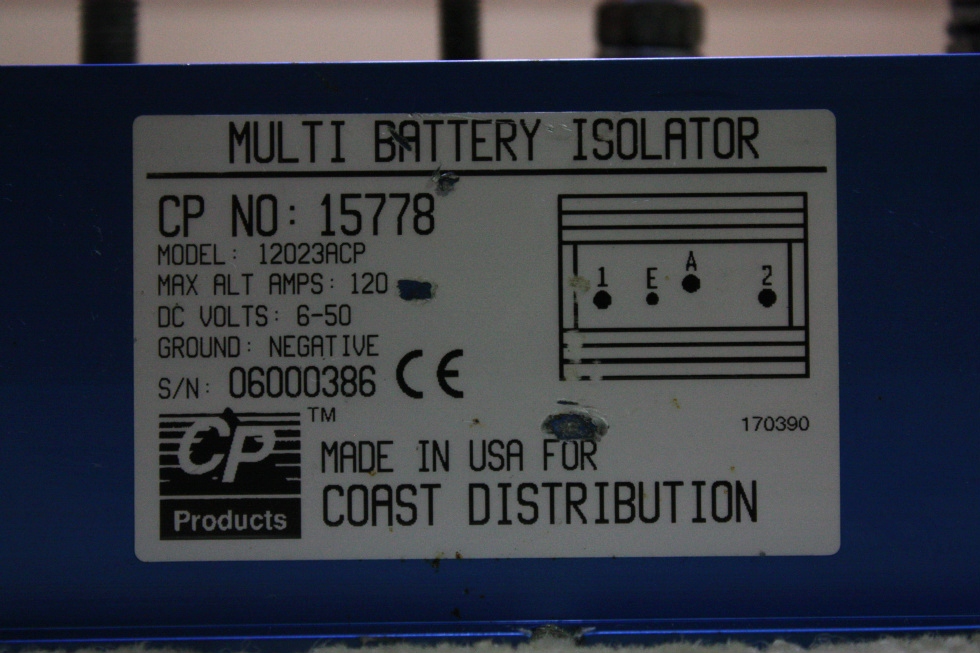 MULTI BATTERY ISOLATOR
CP NO: 15778
MODEL: 12023ACP
MAX ALT AMPS: 120
DC VOLTS: 6-50
GROUND: NEGATIVE
S/N: 06000386 CE
1 E A 2
170390
CP TM
Products
MADE IN USA FOR
COAST DISTRIBUTION